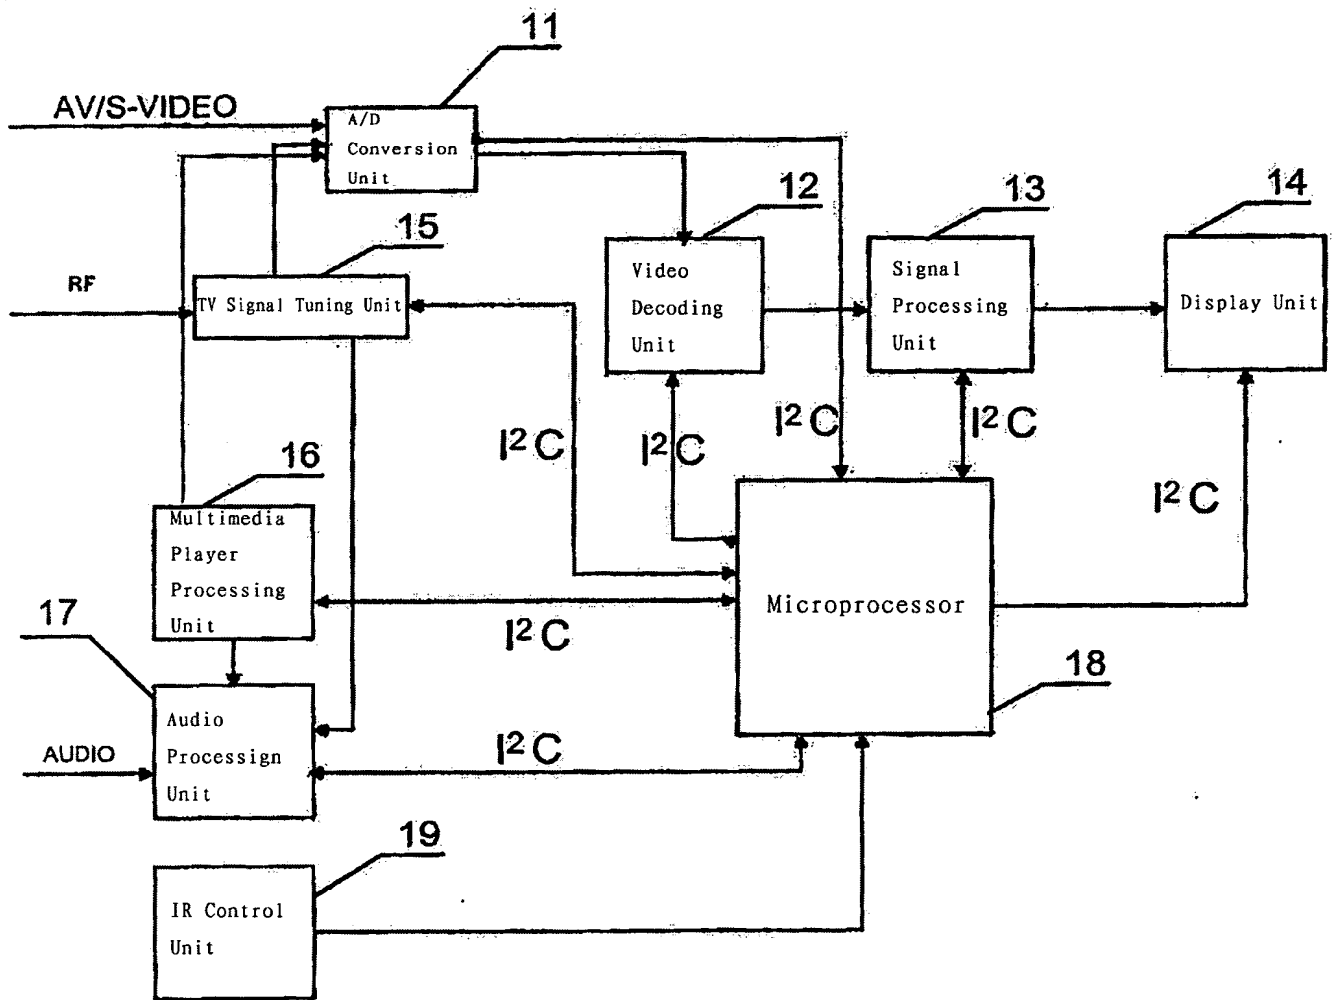 11
AV/S-VIDEO
A/D
Conversion
Unit
12
13
14
15
RF
TV Signal Tuning Unit
Video
Decoding
Unit
Signal
Processing
Unit
Display Unit
I²C
I²C
I²C
I²C
I²C
16
Multimedia
Player
Processing
Unit
I²C
Microprocessor
17
18
Audio
Processign
Unit
AUDIO
I²C
19
IR Control
Unit